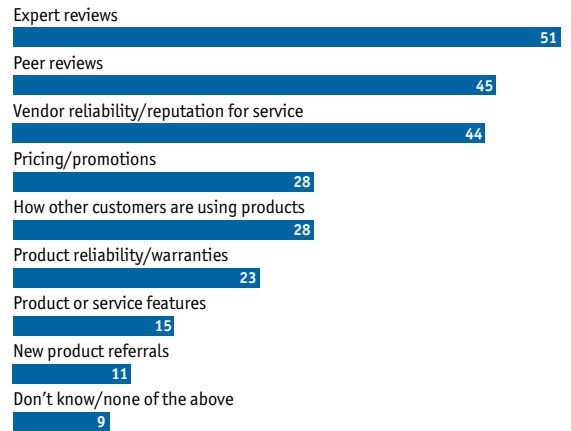 Expert reviews
51
Peer reviews
45
Vendor reliability/reputation for service
44
Pricing/promotions
28
How other customers are using products
28
Product reliability/warranties
23
Product or service features
15
New product referrals
11
Don’t know/none of the above
9